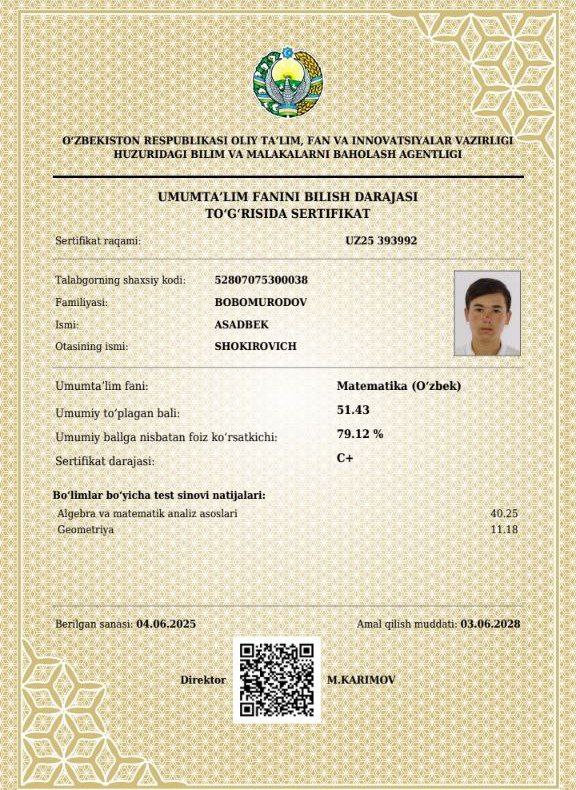 O‘ZBEKISTON RESPUBLIKASI OLIY TA’LIM, FAN VA INNOVATSIYALAR VAZIRLIGI
HUZURIDAGI BILIM VA MALAKALARNI BAHOLASH AGENTLIGI
UMUMTA’LIM FANINI BILISH DARAJASI
TO‘G‘RISIDA SERTIFIKAT
Sertifikat raqami: UZ25 393992
Talabgorning shaxsiy kodi: 52807075300038
Familiyasi: BOBOMURODOV
Ismi: ASADBEK
Otasining ismi: SHOKIROVICH
Umumta’lim fani: Matematika (O‘zbek)
Umumiy to‘plagan bali: 51.43
Umumiy ballga nisbatan foiz ko‘rsatkichi: 79.12 %
Sertifikat darajasi: C+
Bo‘limlar bo‘yicha test sinovi natijalari:
Algebra va matematik analiz asoslari 40.25
Geometriya 11.18
Berilgan sanasi: 04.06.2025 Amal qilish muddati: 03.06.2028
Direktor M.KARIMOV